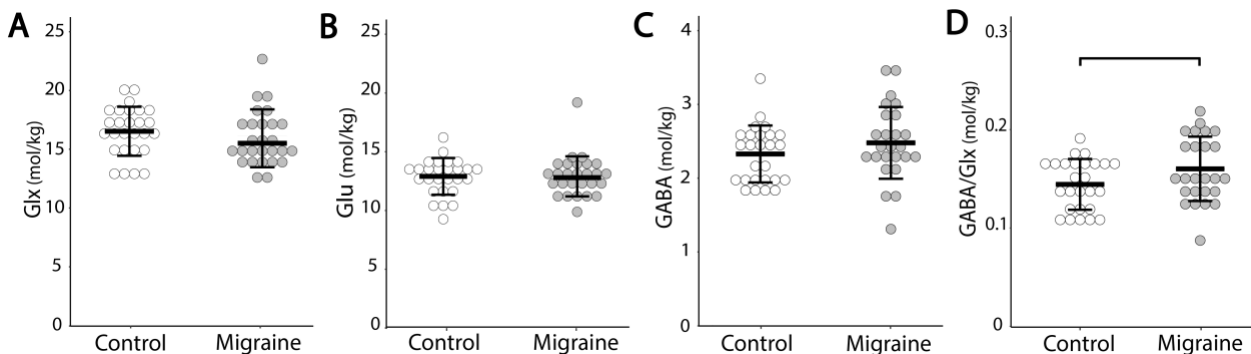 A
Glx (mol/kg)
25
20
15
10
5
0
Control
Migraine
B
Glu (mol/kg)
25
20
15
10
5
0
Control
Migraine
C
GABA (mol/kg)
4
3
2
1
0
Control
Migraine
D
GABA/Glx (mol/kg)
0.3
0.2
0.1
0
Control
Migraine